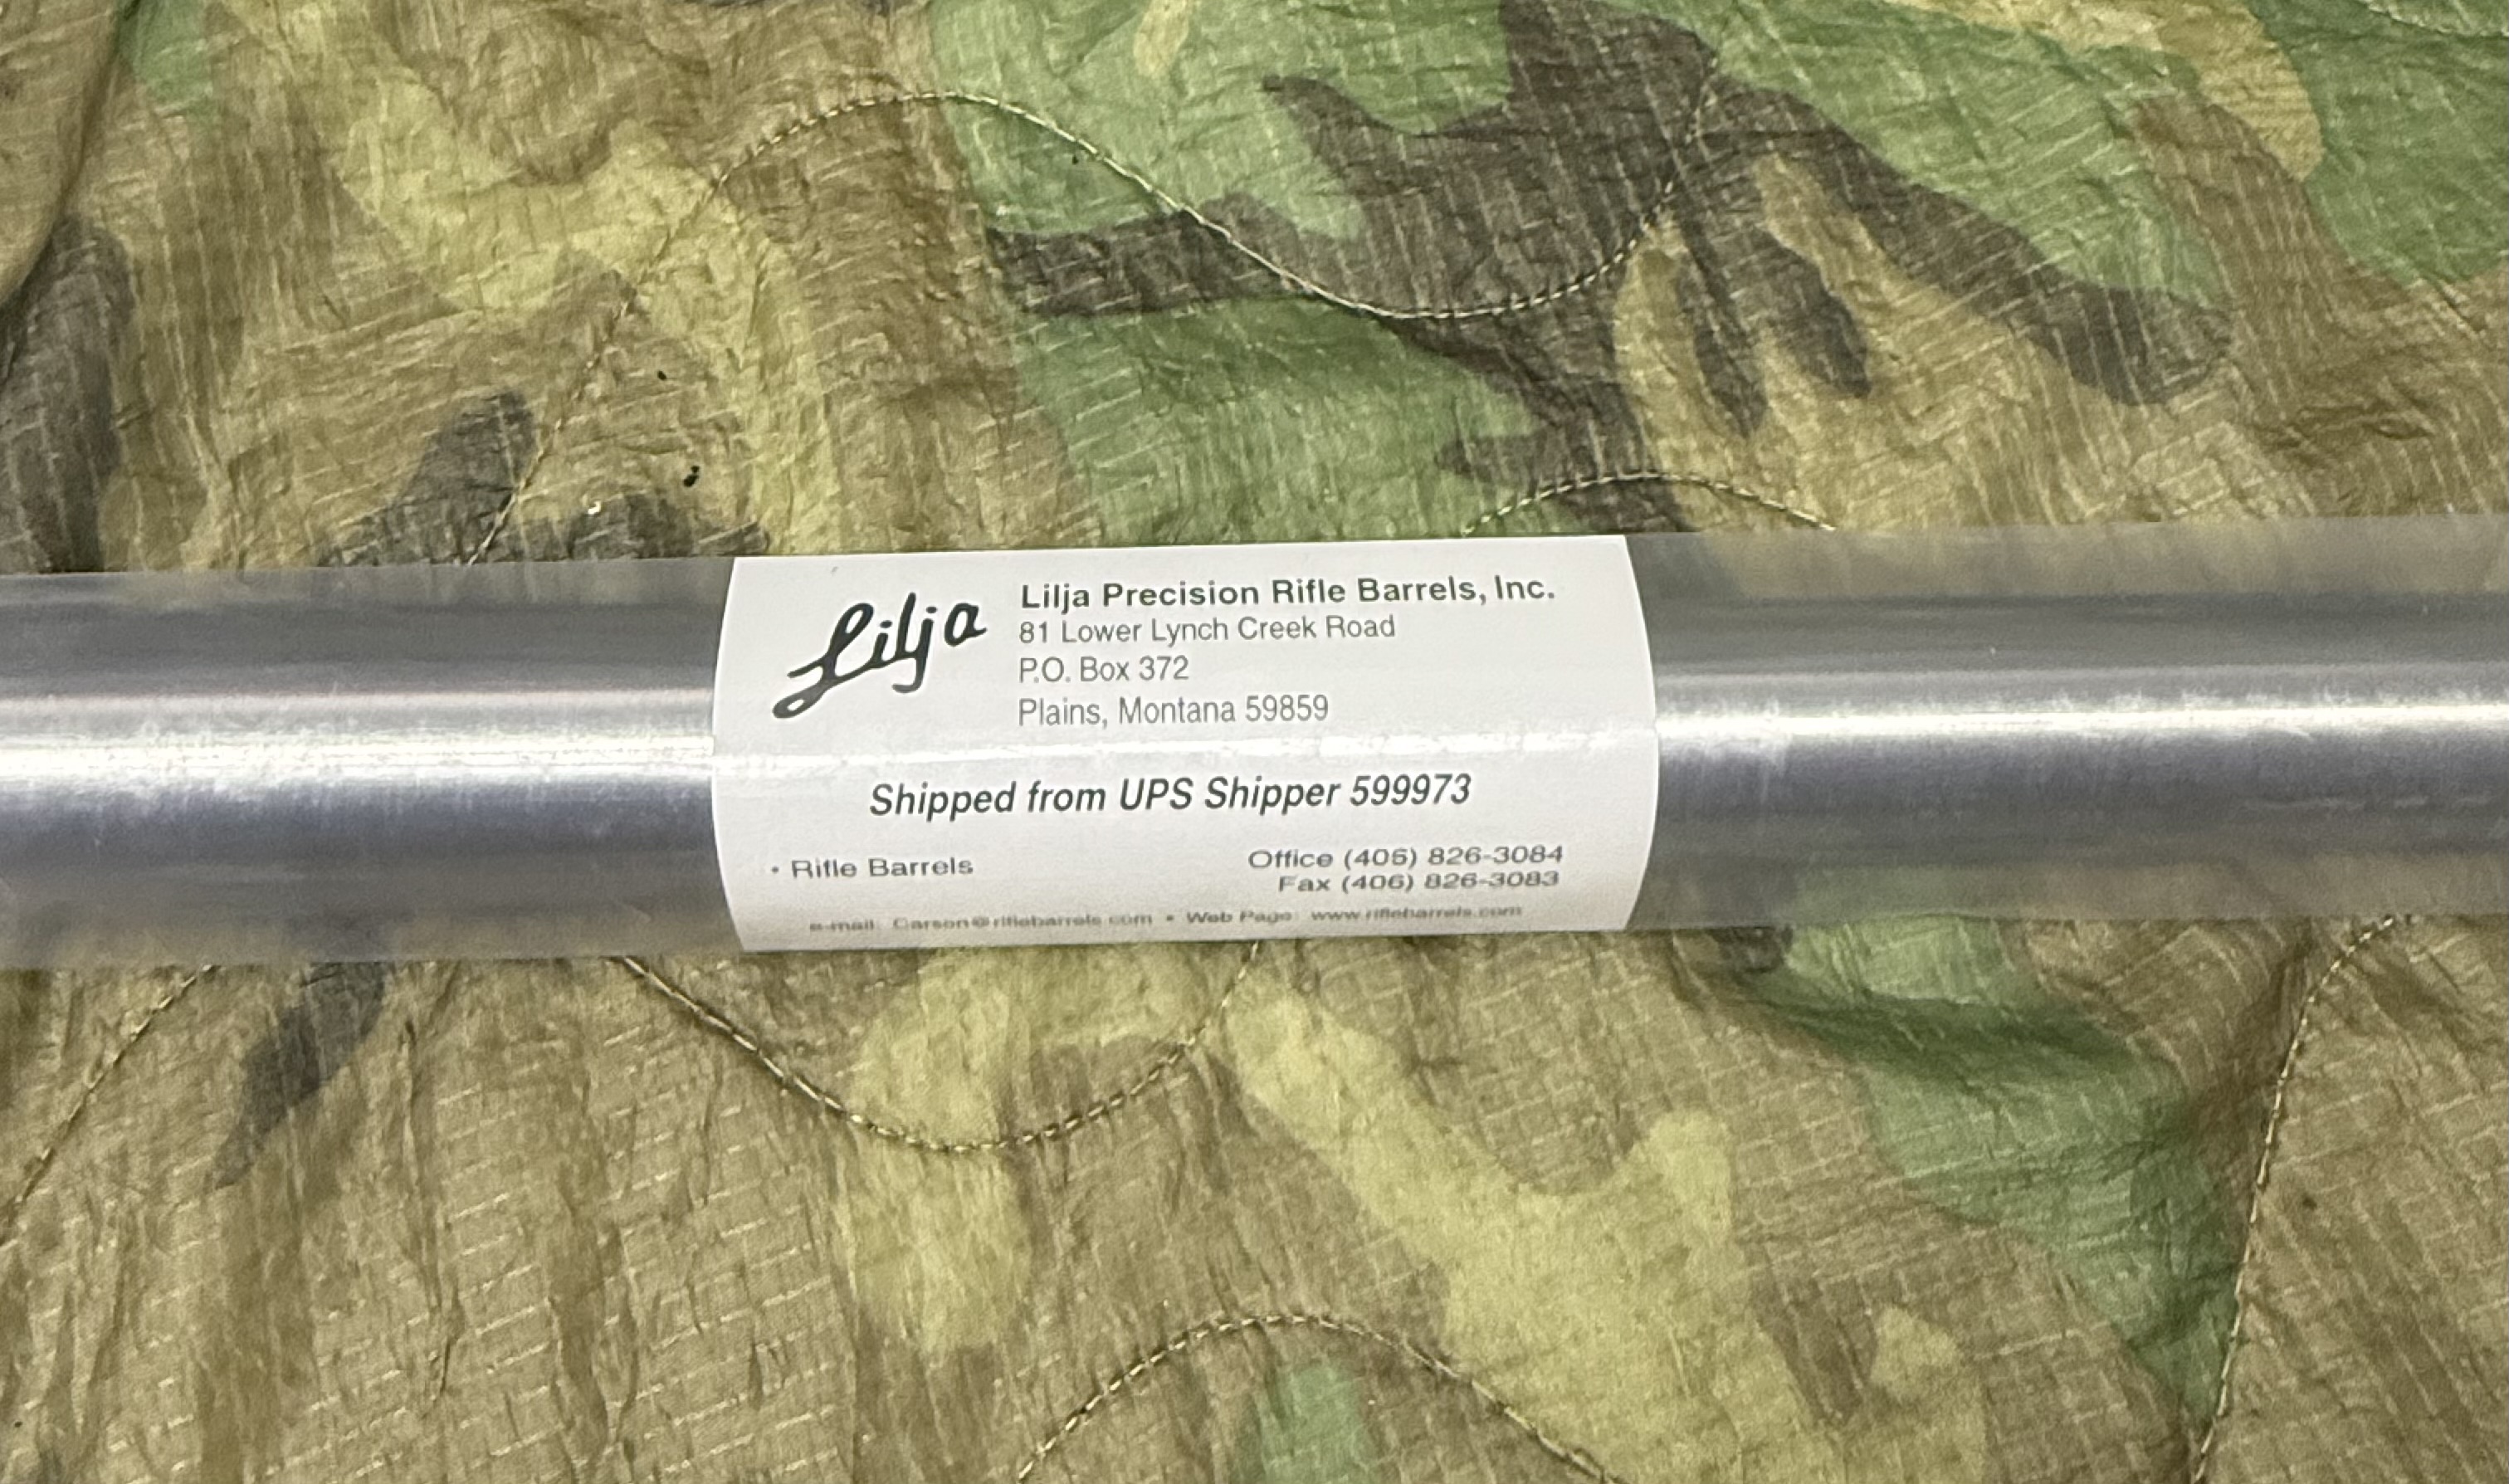 Lilja
Lilja Precision Rifle Barrels, Inc.
81 Lower Lynch Creek Road
P.O. Box 372
Plains, Montana 59859
Shipped from UPS Shipper 599973
• Rifle Barrels
Office (406) 826-3084
Fax (406) 826-3083
e-mail: Carson@riflebarrels.com • Web Page: www.riflebarrels.com